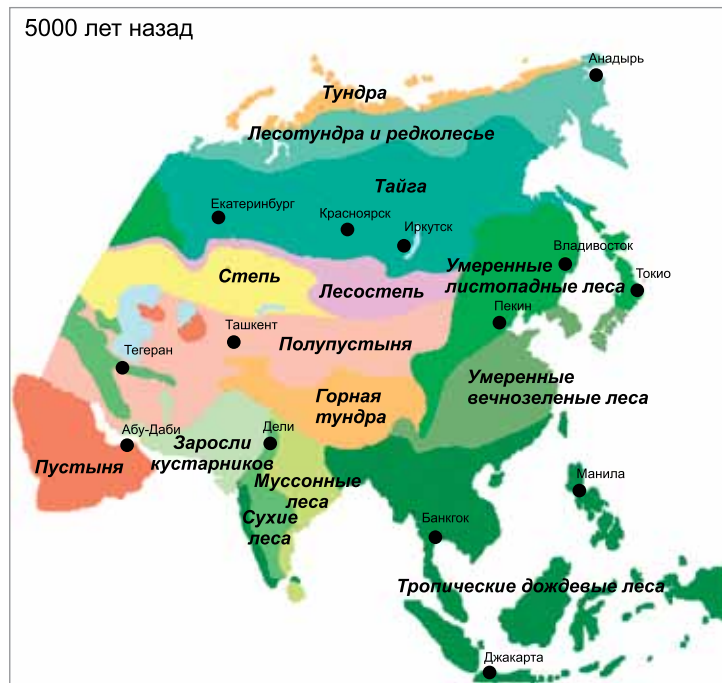 5000 лет назад
Анадырь
Тундра
Лесотундра и редколесье
Тайга
Екатеринбург
Красноярск
Иркутск
Владивосток
Умеренные
листопадные леса
Степь
Лесостепь
Токио
Пекин
Ташкент
Полупустыня
Тегеран
Умеренные
вечнозеленые леса
Горная
тундра
Абу-Даби
Заросли
кустарников
Дели
Пустыня
Муссонные
леса
Манила
Сухие
леса
Банкгок
Тропические дождевые леса
Джакарта